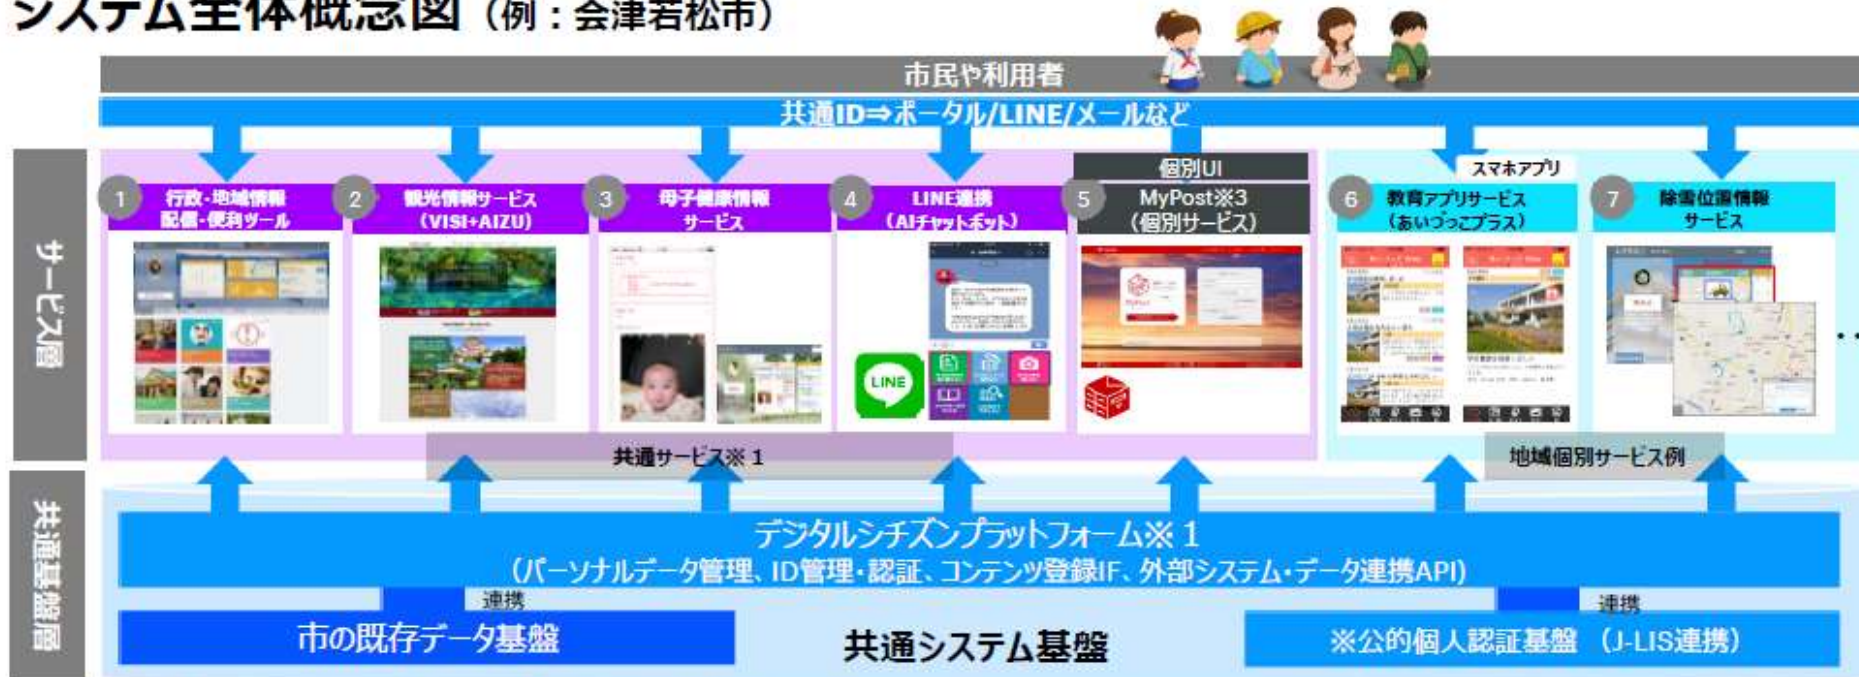 システム全体概念図（例：会津若松市）
市民や利用者
共通ID⇒ポータル/LINE/メールなど
サービス層
1 行政・地域情報
配信・便利ツール
2 観光情報サービス
（VISI+AIZU）
3 母子健康情報
サービス
4 LINE連携
（AIチャットボット）
個別UI
5 MyPost※3
（個別サービス）
スマホアプリ
6 教育アプリサービス
（あいづっこプラス）
7 除雪位置情報
サービス
LINE
共通サービス※１
地域個別サービス例
共通基盤層
デジタルシチズンプラットフォーム※１
（パーソナルデータ管理、ID管理・認証、コンテンツ登録IF、外部システム・データ連携API)
連携
連携
市の既存データ基盤
共通システム基盤
※公的個人認証基盤 （J-LIS連携）